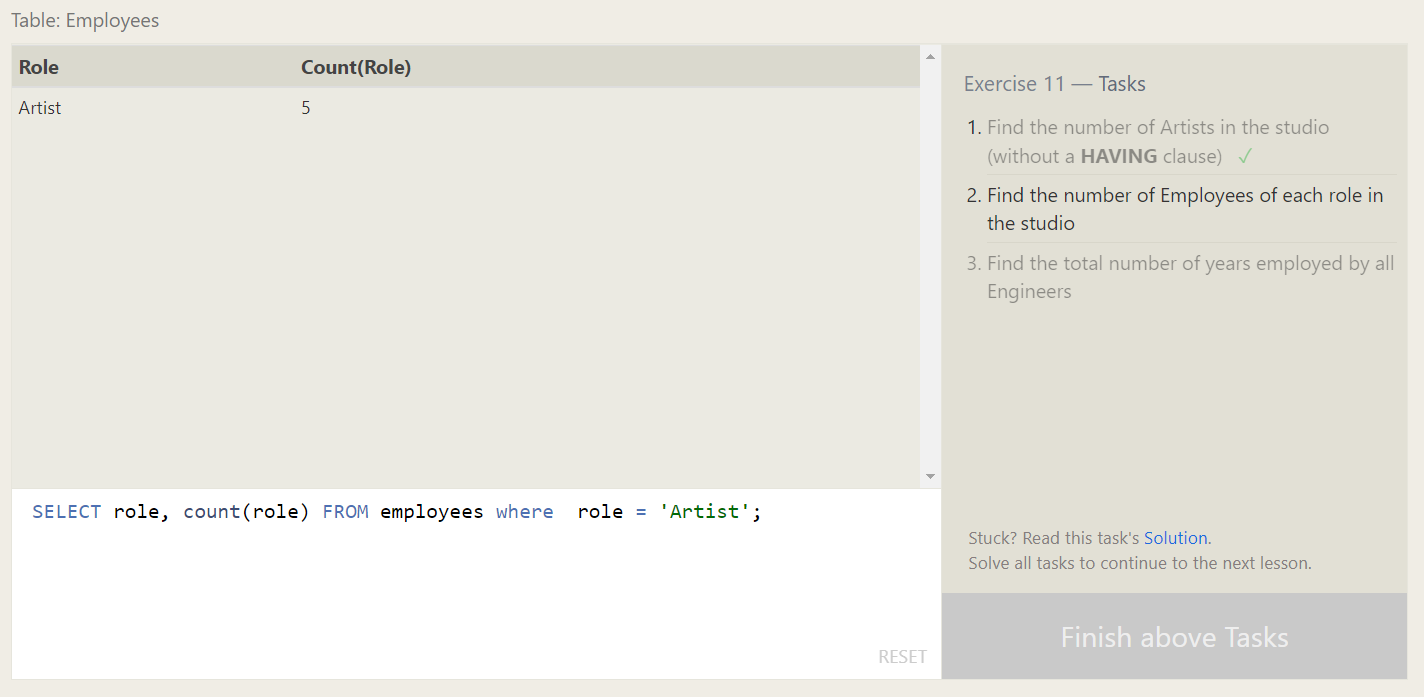 Table: Employees
Role Count(Role)
Artist 5
SELECT role, count(role) FROM employees where  role = 'Artist';
RESET
Exercise 11 — Tasks
1. Find the number of Artists in the studio
(without a HAVING clause) ✓
2. Find the number of Employees of each role in
the studio
3. Find the total number of years employed by all
Engineers
Stuck? Read this task's Solution.
Solve all tasks to continue to the next lesson.
Finish above Tasks